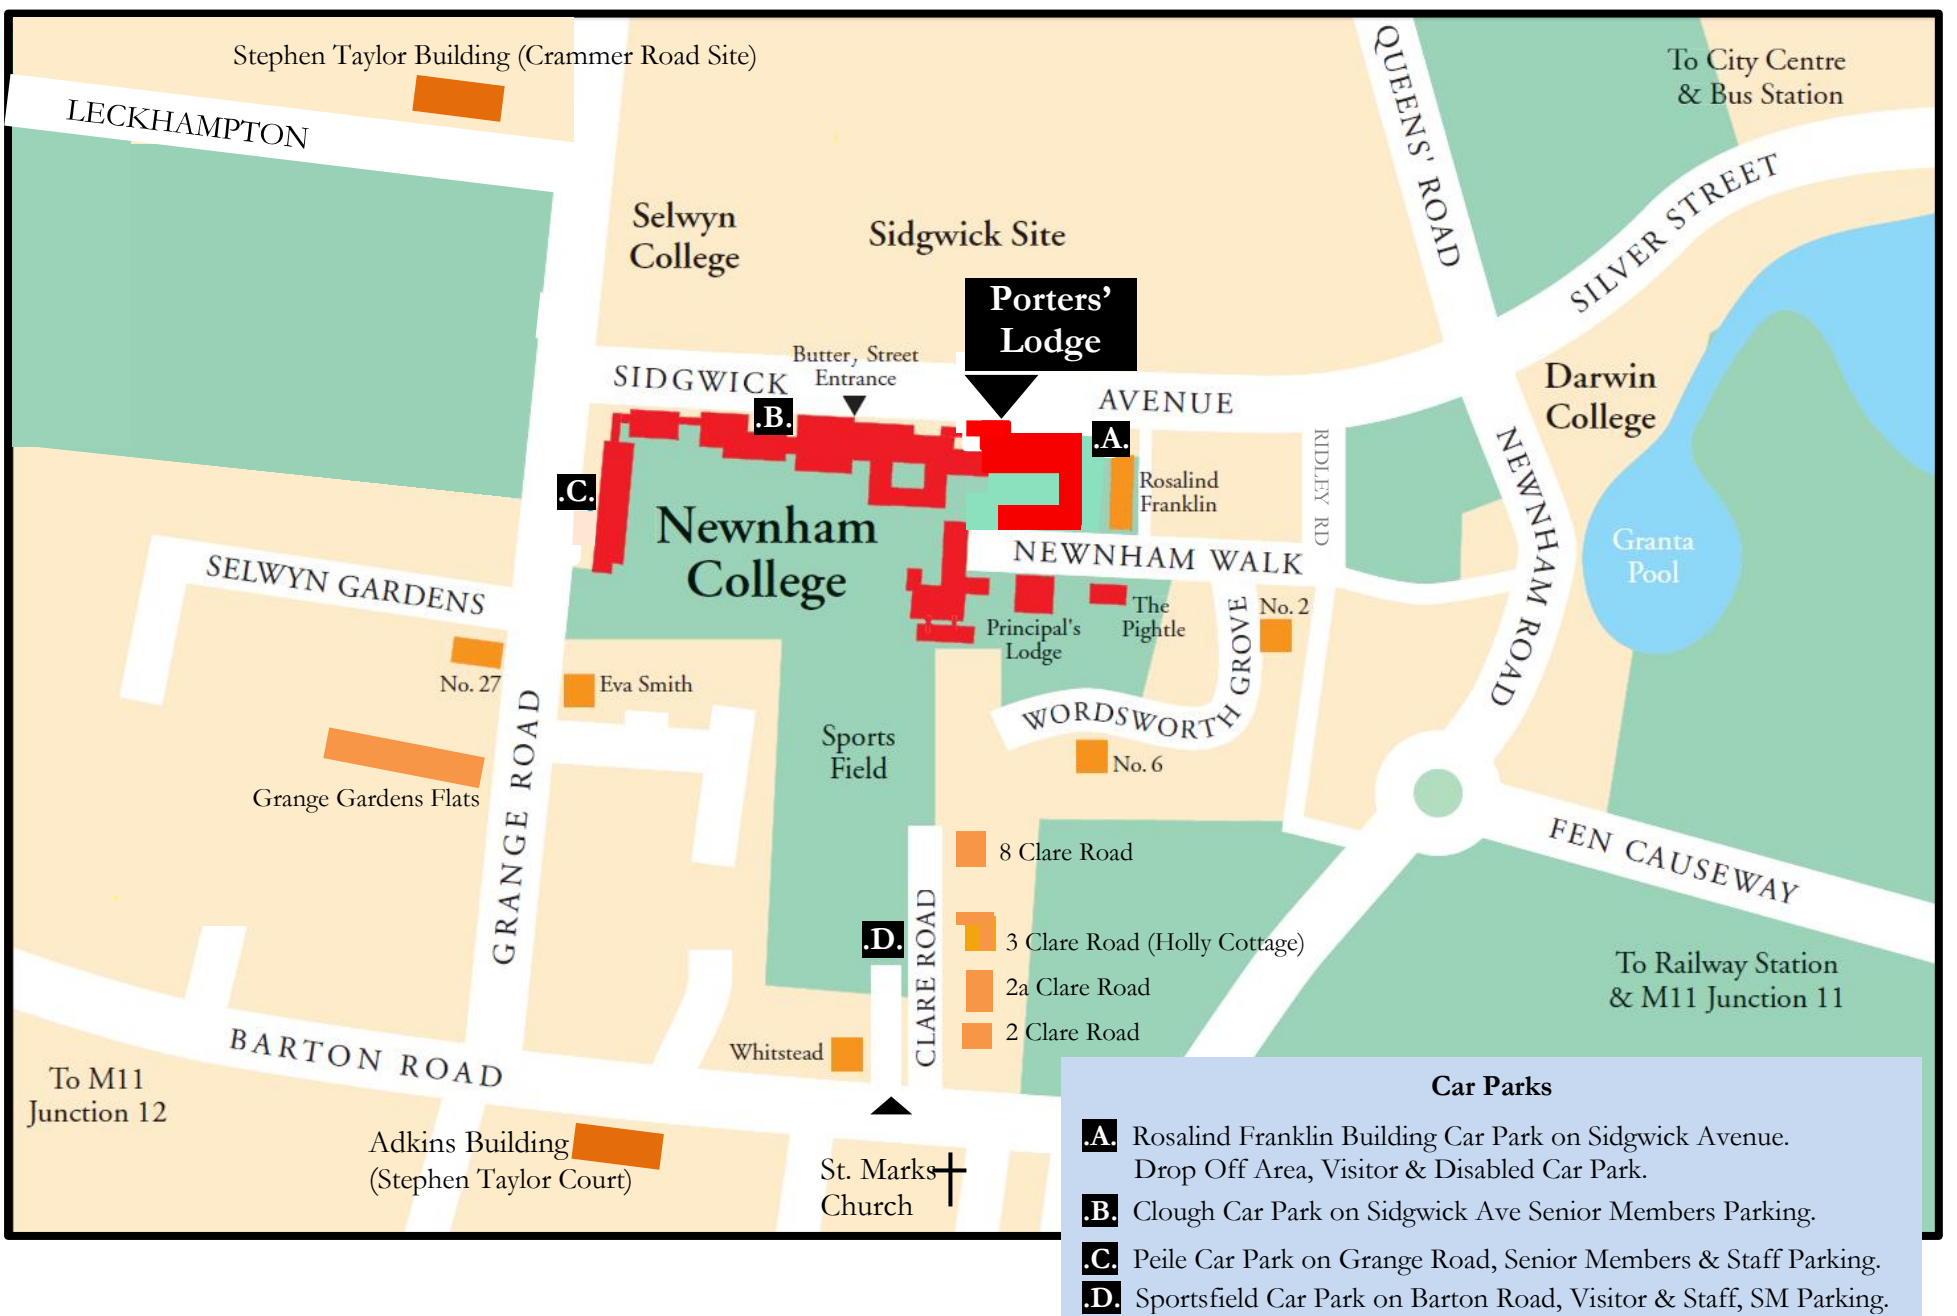 Stephen Taylor Building (Crammer Road Site)
LECKHAMPTON
QUEENS' ROAD
To City Centre
& Bus Station
SILVER STREET
Selwyn
College
Sidgwick Site
Porters’
Lodge
Butter, Street
Entrance
SIDGWICK
AVENUE
Darwin
College
.B.
.A.
.C.
RIDLEY RD
NEWNHAM ROAD
Rosalind
Franklin
Newnham
College
NEWNHAM WALK
Granta
Pool
SELWYN GARDENS
The
Pightle
No. 2
Principal's
Lodge
WORDSWORTH GROVE
No. 27
Eva Smith
GRANGE ROAD
Sports
Field
No. 6
Grange Gardens Flats
FEN CAUSEWAY
8 Clare Road
.D.
CLARE ROAD
3 Clare Road (Holly Cottage)
2a Clare Road
2 Clare Road
To Railway Station
& M11 Junction 11
Whitstead
BARTON ROAD
To M11
Junction 12
Adkins Building
(Stephen Taylor Court)
St. Marks
Church
Car Parks
.A. Rosalind Franklin Building Car Park on Sidgwick Avenue.
Drop Off Area, Visitor & Disabled Car Park.
.B. Clough Car Park on Sidgwick Ave Senior Members Parking.
.C. Peile Car Park on Grange Road, Senior Members & Staff Parking.
.D. Sportsfield Car Park on Barton Road, Visitor & Staff, SM Parking.